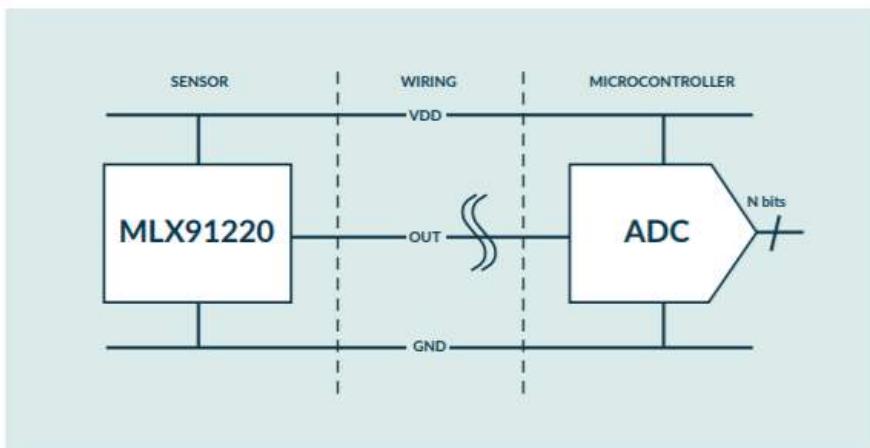 SENSOR WIRING MICROCONTROLLER
VDD
N bits
MLX91220 OUT ADC
GND